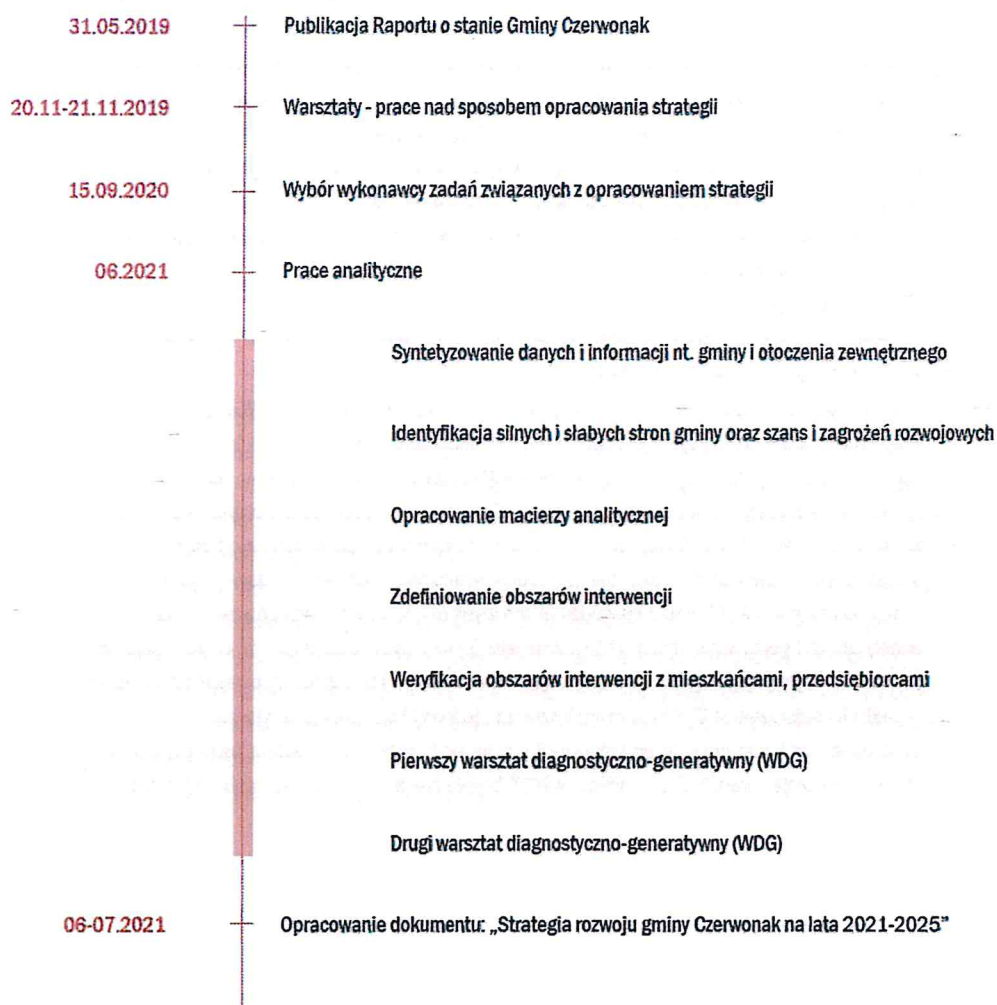 31.05.2019 Publikacja Raportu o stanie Gminy Czerwonak
20.11-21.11.2019 Warsztaty - prace nad sposobem opracowania strategii
15.09.2020 Wybór wykonawcy zadań związanych z opracowaniem strategii
06.2021 Prace analityczne
Syntetyzowanie danych i informacji nt. gminy i otoczenia zewnętrznego
Identyfikacja silnych i słabych stron gminy oraz szans i zagrożeń rozwojowych
Opracowanie macierzy analitycznej
Zdefiniowanie obszarów interwencji
Weryfikacja obszarów interwencji z mieszkańcami, przedsiębiorcami
Pierwszy warsztat diagnostyczno-generatywny (WDG)
Drugi warsztat diagnostyczno-generatywny (WDG)
06-07.2021 Opracowanie dokumentu: „Strategia rozwoju gminy Czerwonak na lata 2021-2025”